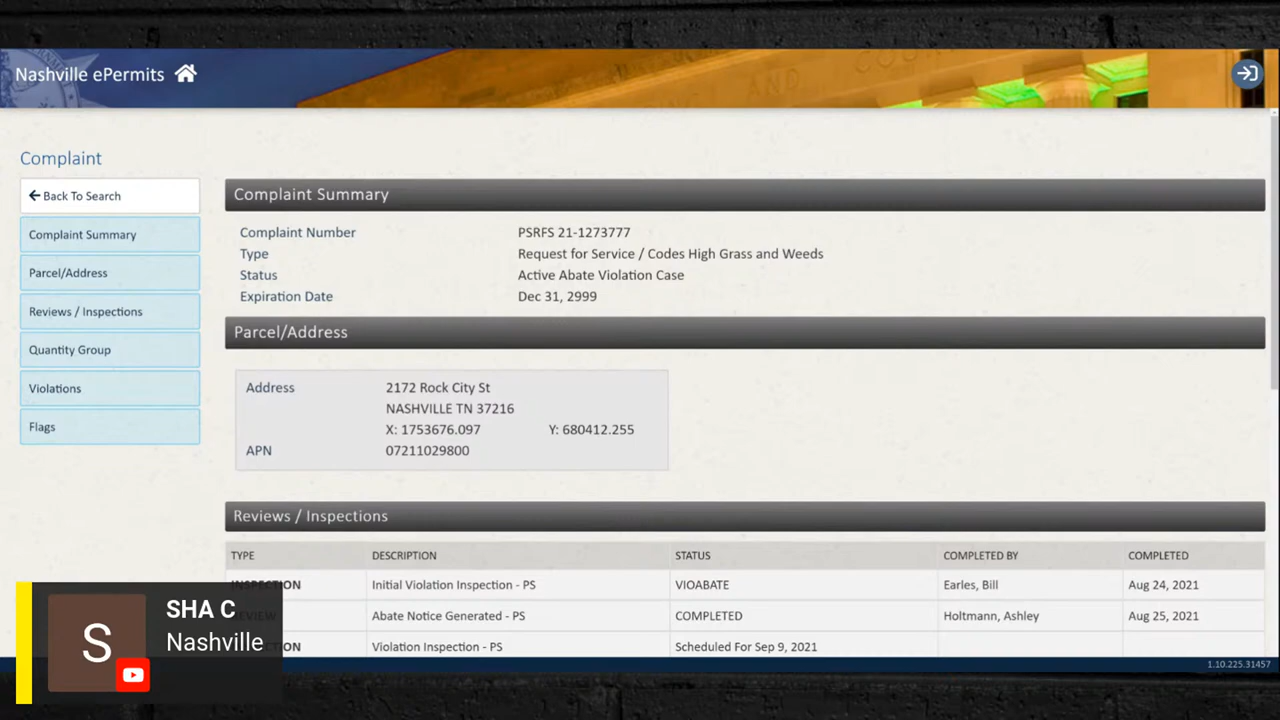 Nashville ePermits
Complaint
Back To Search
Complaint Summary
Parcel/Address
Reviews / Inspections
Quantity Group
Violations
Flags
Complaint Summary
Complaint Number PSRFS 21-1273777
Type Request for Service / Codes High Grass and Weeds
Status Active Abate Violation Case
Expiration Date Dec 31, 2999
Parcel/Address
Address 2172 Rock City St
NASHVILLE TN 37216
X: 1753676.097 Y: 680412.255
APN 07211029800
Reviews / Inspections
TYPE DESCRIPTION STATUS COMPLETED BY COMPLETED
INSPECTION Initial Violation Inspection - PS VIOABATE Earles, Bill Aug 24, 2021
REVIEW Abate Notice Generated - PS COMPLETED Holtmann, Ashley Aug 25, 2021
INSPECTION Violation Inspection - PS Scheduled For Sep 9, 2021
1.10.225.31457
S
SHA C
Nashville